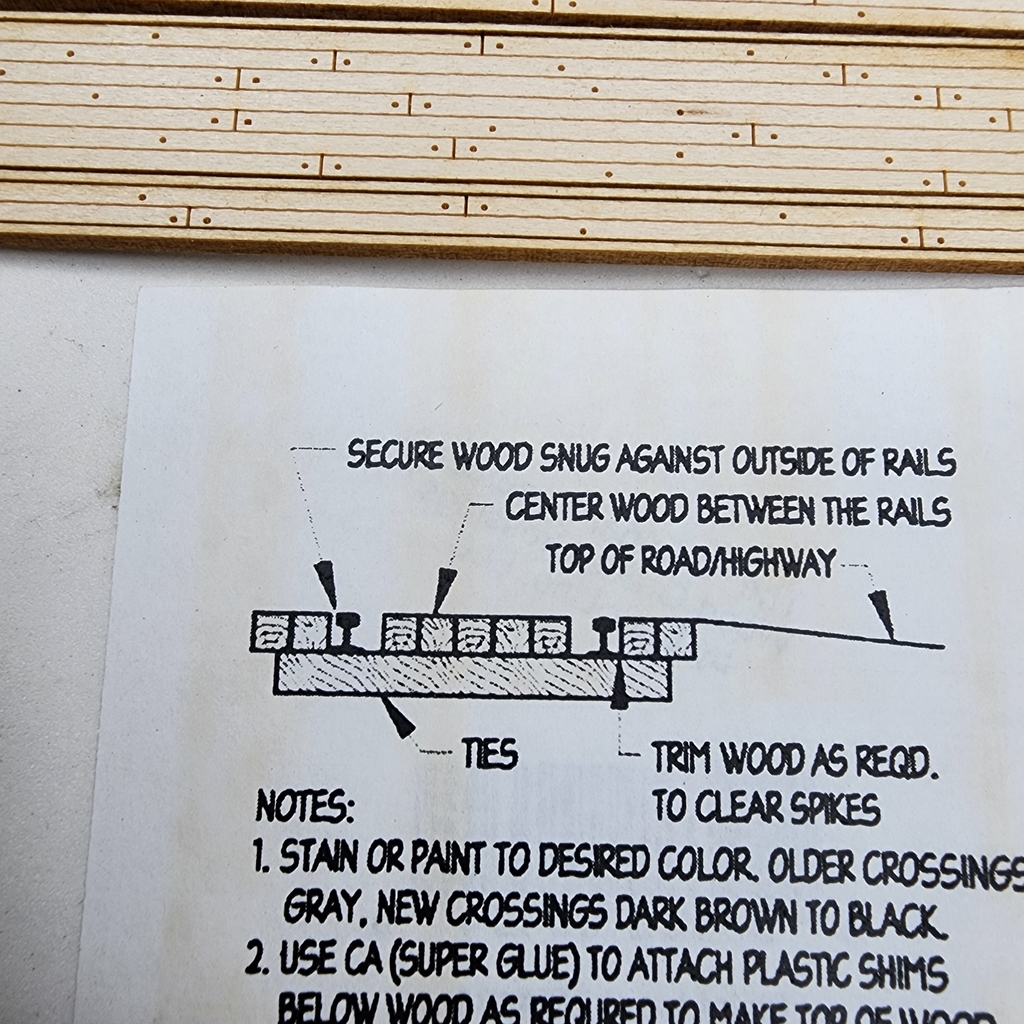 SECURE WOOD SNUG AGAINST OUTSIDE OF RAILS
CENTER WOOD BETWEEN THE RAILS
TOP OF ROAD/HIGHWAY
TIES
TRIM WOOD AS REQD.
TO CLEAR SPIKES
NOTES:
1. STAIN OR PAINT TO DESIRED COLOR. OLDER CROSSINGS
GRAY, NEW CROSSINGS DARK BROWN TO BLACK.
2. USE CA (SUPER GLUE) TO ATTACH PLASTIC SHIMS
BELOW WOOD AS REQUIRED TO MAKE TOP OF WOOD